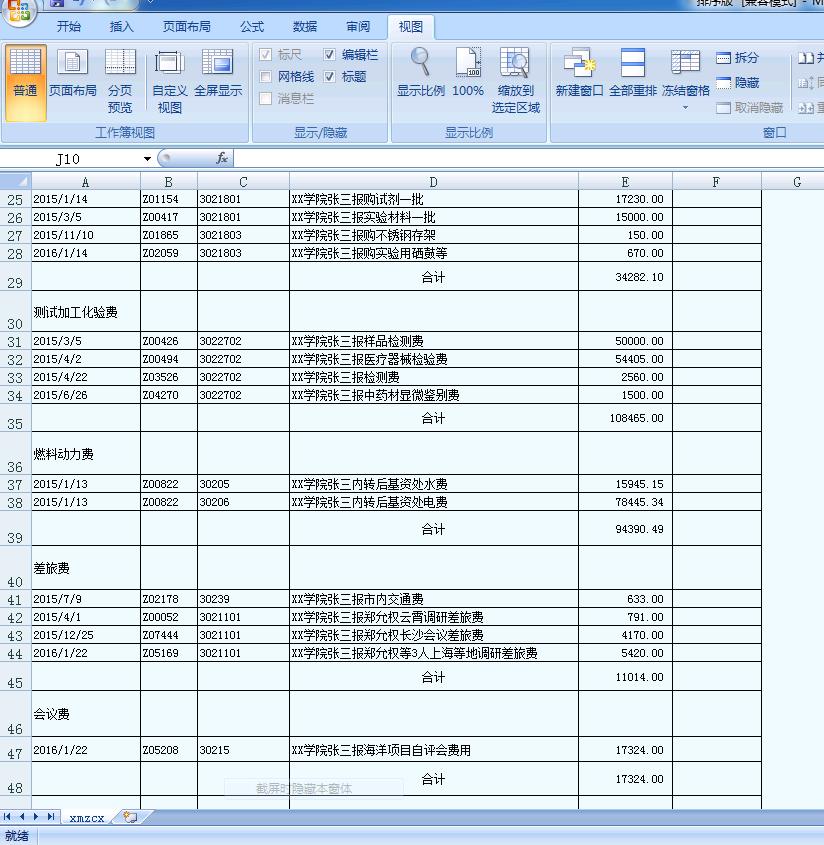 排序版 [兼容模式] - M
开始 插入 页面布局 公式 数据 审阅 视图
普通 页面布局 分页预览 自定义视图 全屏显示
标尺 编辑栏
网格线 标题
消息栏
显示比例 100% 缩放到选定区域
新建窗口 全部重排 冻结窗格
拆分
隐藏
取消隐藏
工作簿视图 显示/隐藏 显示比例 窗口
J10 fx
A B C D E F G
25 2015/1/14 Z01154 3021801 XX学院张三报购试剂一批 17230.00
26 2015/3/5 Z00417 3021801 XX学院张三报实验材料一批 15000.00
27 2015/11/10 Z01865 3021803 XX学院张三报购不锈钢存架 150.00
28 2016/1/14 Z02059 3021803 XX学院张三报购实验用硒鼓等 670.00
29 合计 34282.10
30 测试加工化验费
31 2015/3/5 Z00426 3022702 XX学院张三报样品检测费 50000.00
32 2015/4/2 Z00494 3022702 XX学院张三报医疗器械检验费 54405.00
33 2015/4/22 Z03526 3022702 XX学院张三报检测费 2560.00
34 2015/6/26 Z04270 3022702 XX学院张三报中药材显微鉴别费 1500.00
35 合计 108465.00
36 燃料动力费
37 2015/1/13 Z00822 30205 XX学院张三内转后基资处水费 15945.15
38 2015/1/13 Z00822 30206 XX学院张三内转后基资处电费 78445.34
39 合计 94390.49
40 差旅费
41 2015/7/9 Z02178 30239 XX学院张三报市内交通费 633.00
42 2015/4/1 Z00052 3021101 XX学院张三报郑允权云霄调研差旅费 791.00
43 2015/12/25 Z07444 3021101 XX学院张三报郑允权长沙会议差旅费 4170.00
44 2016/1/22 Z05169 3021101 XX学院张三报郑允权等3人上海等地调研差旅费 5420.00
45 合计 11014.00
46 会议费
47 2016/1/22 Z05208 30215 XX学院张三报海洋项目自评会费用 17324.00
48 合计 17324.00
截屏时隐藏本窗体
xmzcx
就绪